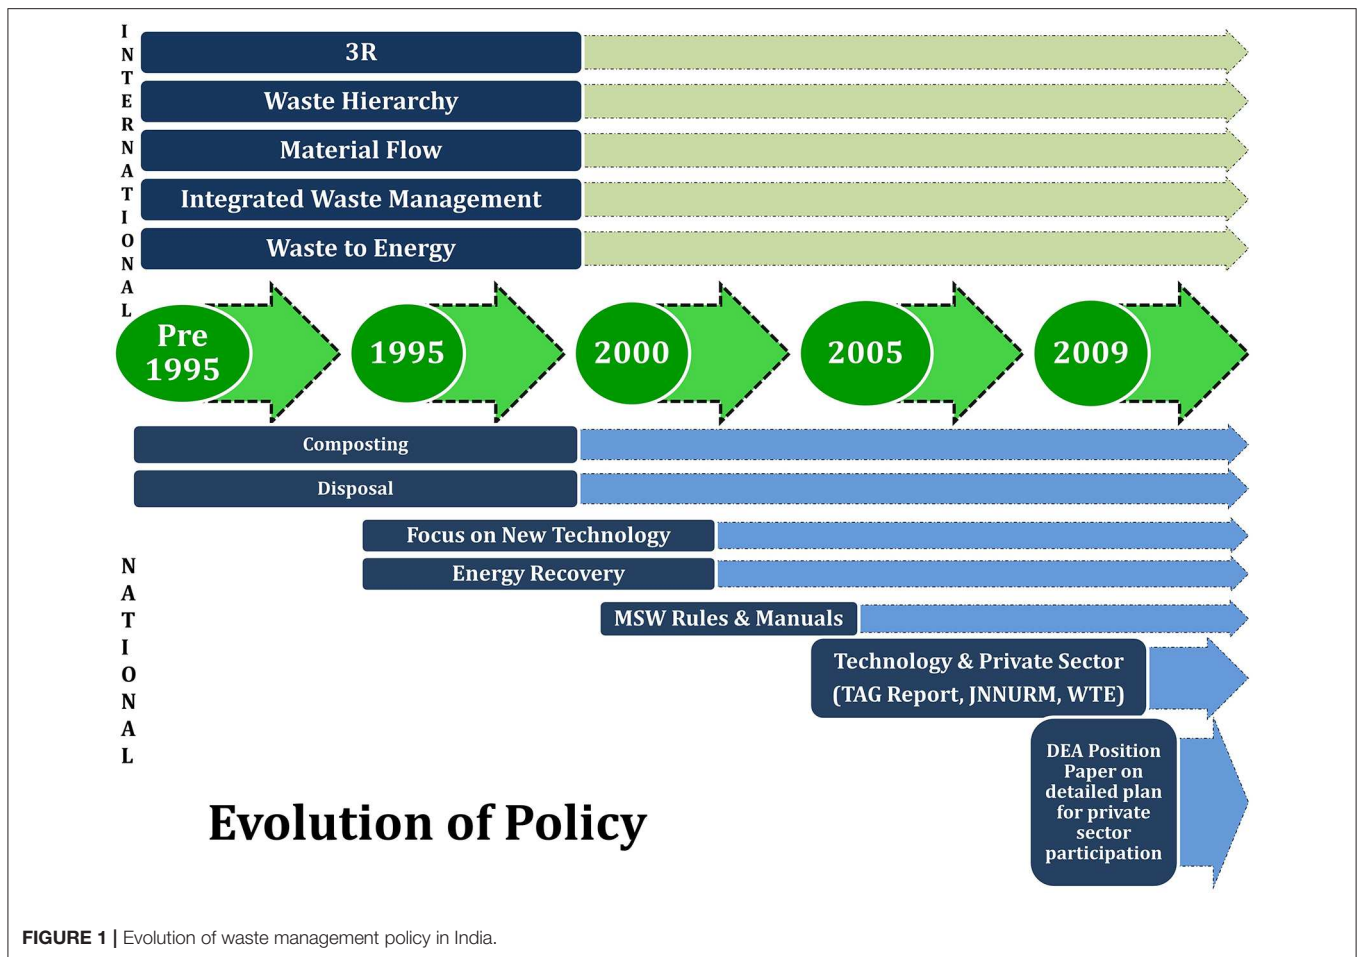 INTERNATIONAL
3R
Waste Hierarchy
Material Flow
Integrated Waste Management
Waste to Energy
Pre
1995
1995
2000
2005
2009
Composting
Disposal
NATIONAL
Focus on New Technology
Energy Recovery
MSW Rules & Manuals
Technology & Private Sector
(TAG Report, JNNURM, WTE)
DEA Position
Paper on
detailed plan
for private
sector
participation
Evolution of Policy
FIGURE 1 | Evolution of waste management policy in India.